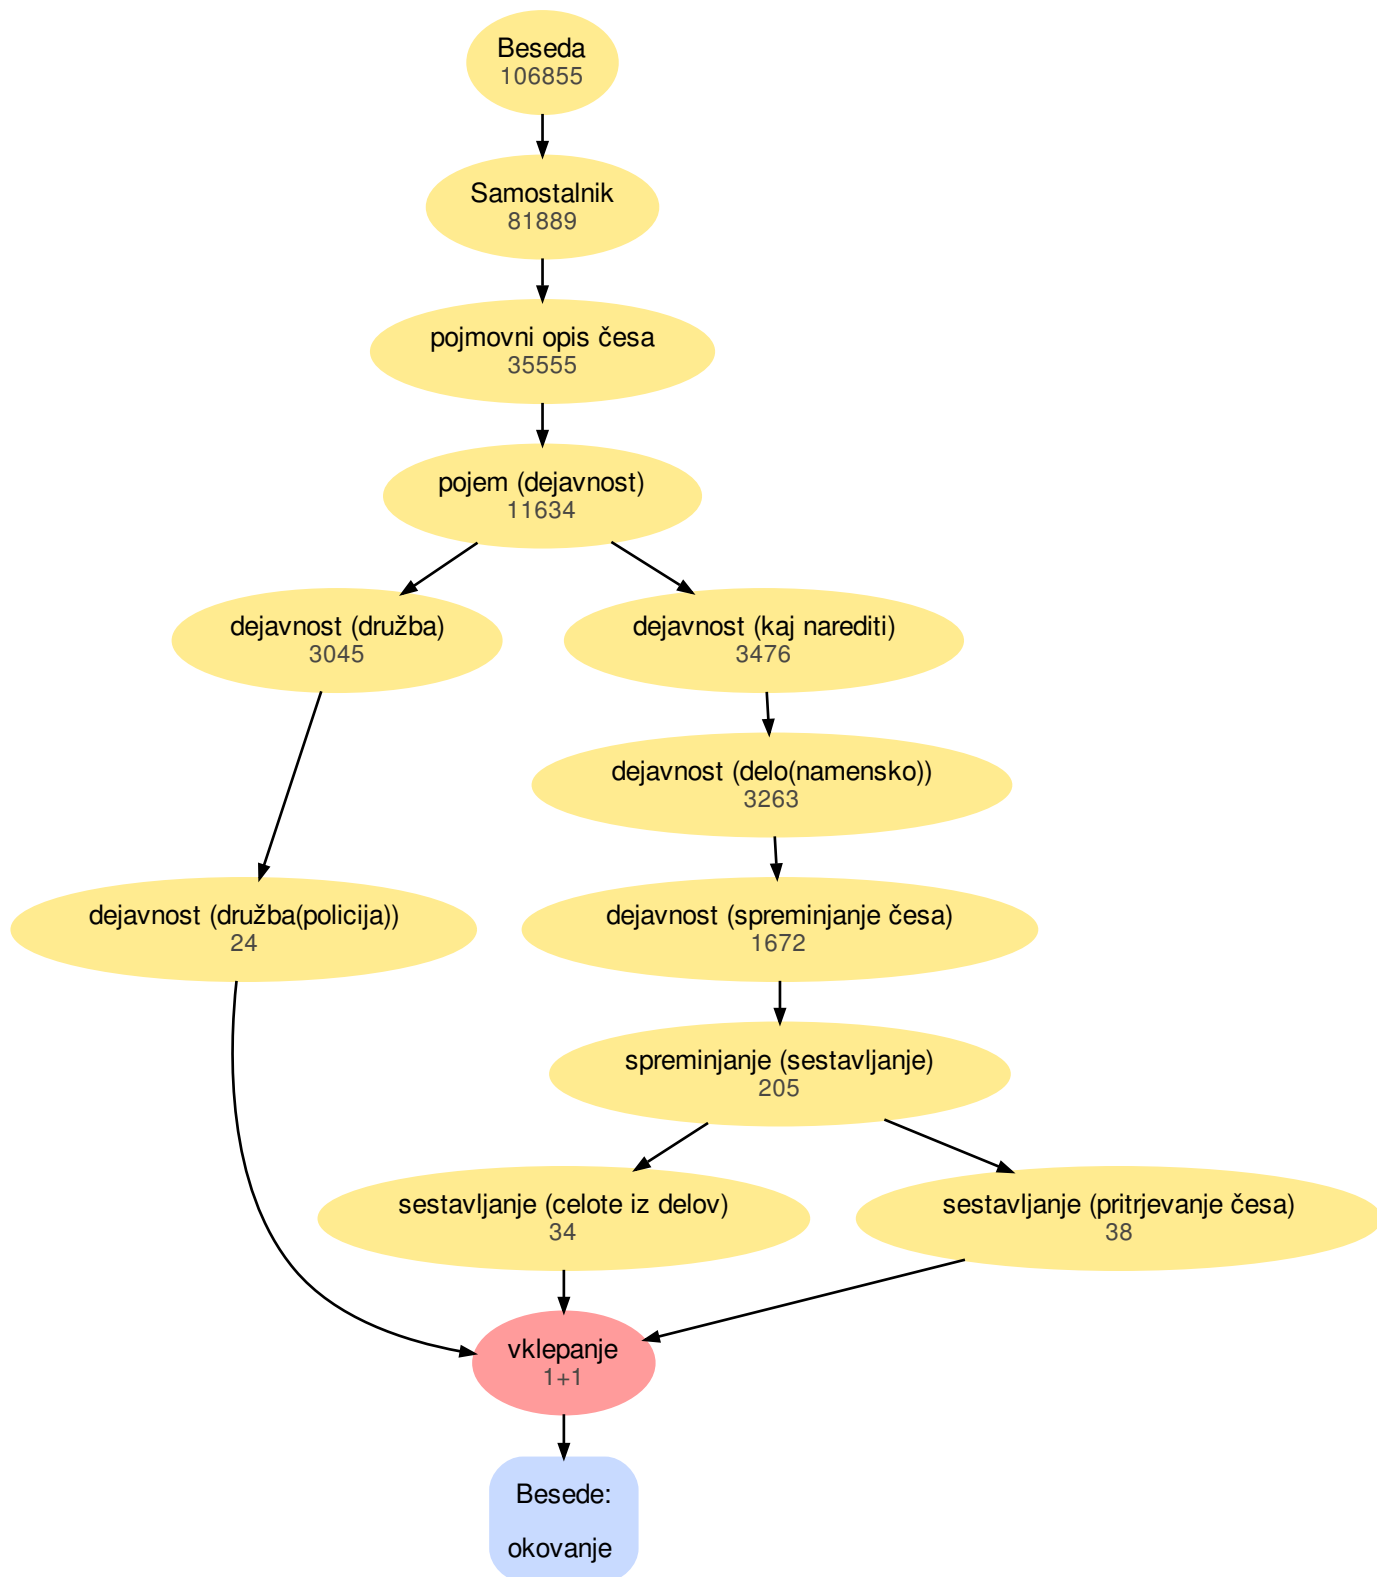 Beseda
106855
Samostalnik
81889
pojmovni opis česa
35555
pojem (dejavnost)
11634
dejavnost (družba)
3045
dejavnost (kaj narediti)
3476
dejavnost (delo(namensko))
3263
dejavnost (družba(policija))
24
dejavnost (spreminjanje česa)
1672
spreminjanje (sestavljanje)
205
sestavljanje (celote iz delov)
34
sestavljanje (pritrjevanje česa)
38
vklepanje
1+1
Besede:
okovanje